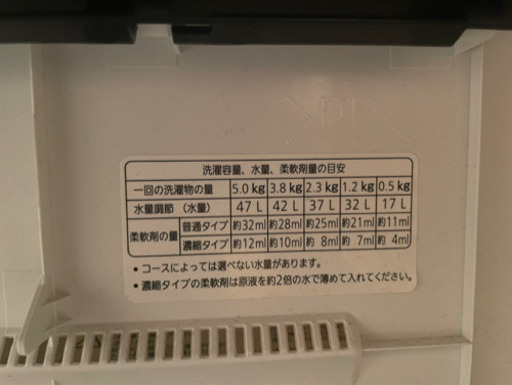 洗濯容量、水量、柔軟剤量の目安
一回の洗濯物の量 5.0 kg 3.8 kg 2.3 kg 1.2 kg 0.5 kg
水量調節（水量） 47 L 42 L 37 L 32 L 17 L
柔軟剤の量 普通タイプ 約32ml 約28ml 約25ml 約21ml 約11ml
濃縮タイプ 約12ml 約10ml 約 8ml 約 7ml 約 4ml
•コースによっては選べない水量があります。
•濃縮タイプの柔軟剤は原液を約2倍の水で薄めて入れてください。